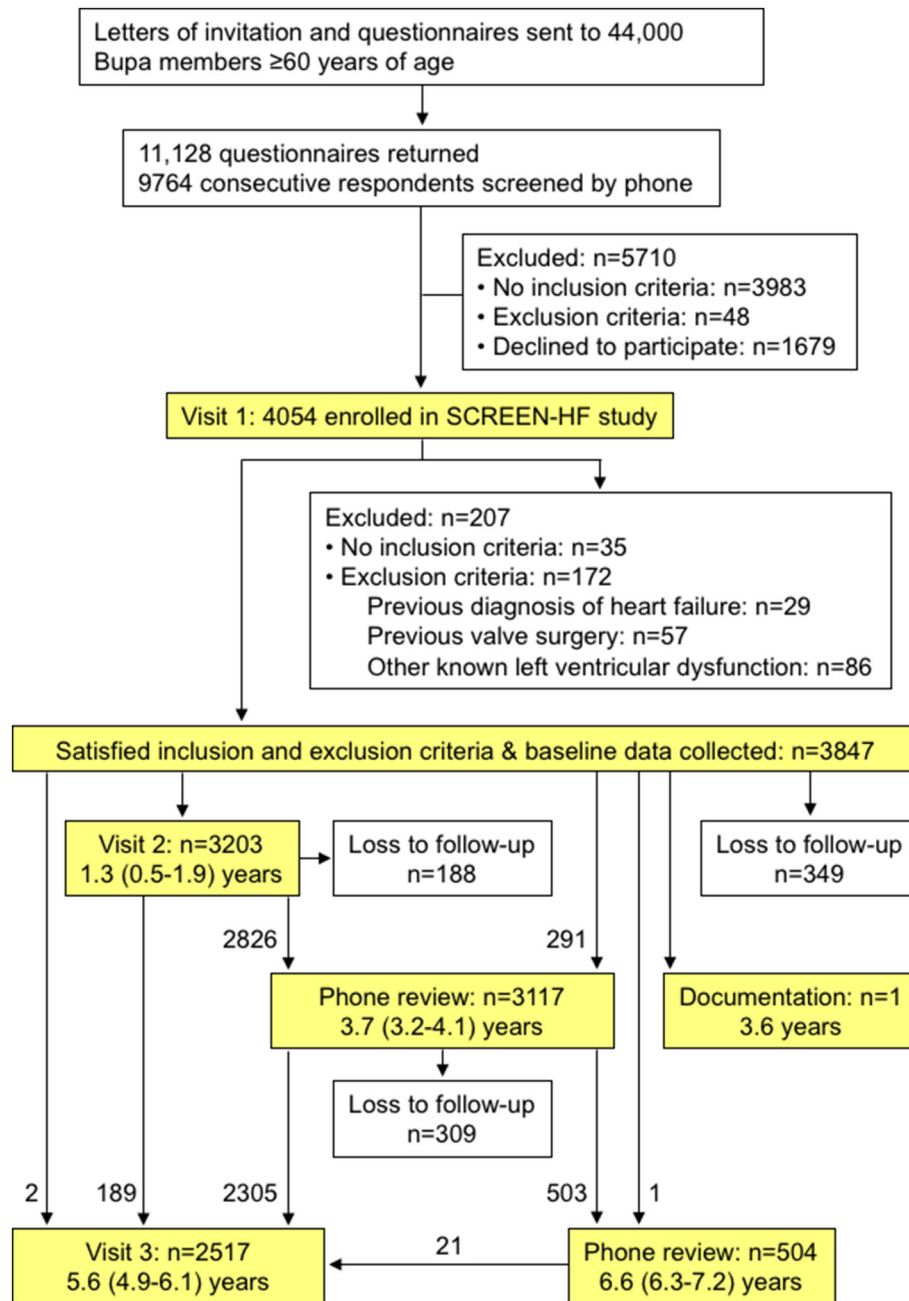 Letters of invitation and questionnaires sent to 44,000
Bupa members ≥60 years of age
11,128 questionnaires returned
9764 consecutive respondents screened by phone
Excluded: n=5710
• No inclusion criteria: n=3983
• Exclusion criteria: n=48
• Declined to participate: n=1679
Visit 1: 4054 enrolled in SCREEN-HF study
Excluded: n=207
• No inclusion criteria: n=35
• Exclusion criteria: n=172
Previous diagnosis of heart failure: n=29
Previous valve surgery: n=57
Other known left ventricular dysfunction: n=86
Satisfied inclusion and exclusion criteria & baseline data collected: n=3847
Visit 2: n=3203
1.3 (0.5-1.9) years
Loss to follow-up
n=188
Loss to follow-up
n=349
2826
291
Phone review: n=3117
3.7 (3.2-4.1) years
Documentation: n=1
3.6 years
Loss to follow-up
n=309
2
189
2305
503
1
Visit 3: n=2517
5.6 (4.9-6.1) years
21
Phone review: n=504
6.6 (6.3-7.2) years